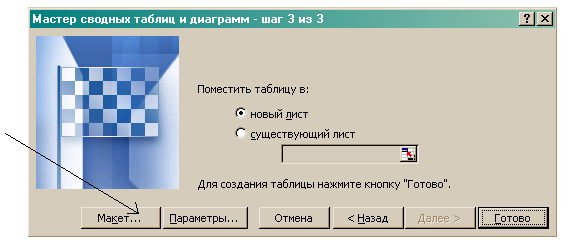 Мастер сводных таблиц и диаграмм - шаг 3 из 3
Поместить таблицу в:
новый лист
существующий лист
Для создания таблицы нажмите кнопку "Готово".
Макет... Параметры... Отмена < Назад Далее > Готово